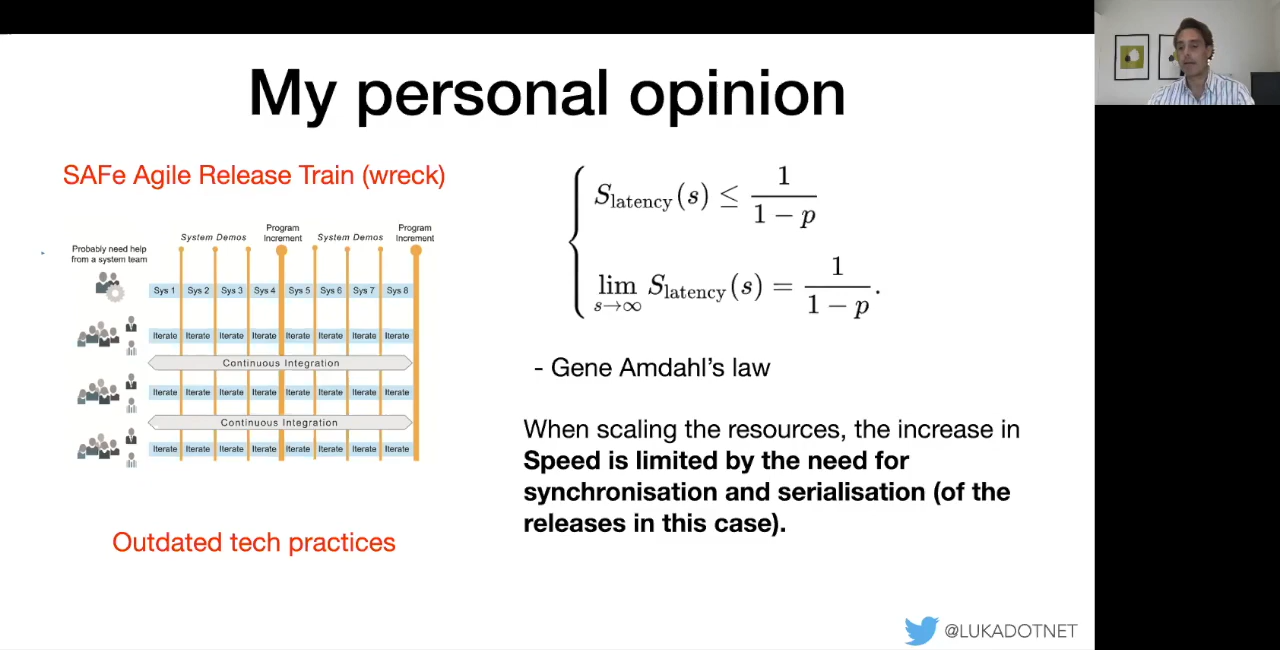 My personal opinion
SAFe Agile Release Train (wreck)
Probably need help
from a system team
System Demos
Program
Increment
System Demos
Program
Increment
Sys 1 Sys 2 Sys 3 Sys 4 Sys 5 Sys 6 Sys 7 Sys 8
Iterate Iterate Iterate Iterate Iterate Iterate Iterate Iterate
Continuous Integration
Iterate Iterate Iterate Iterate Iterate Iterate Iterate Iterate
Continuous Integration
Iterate Iterate Iterate Iterate Iterate Iterate Iterate Iterate
Outdated tech practices
S_latency(s) ≤ 1/(1 − p)
lim s→∞ S_latency(s) = 1/(1 − p).
- Gene Amdahl's law
When scaling the resources, the increase in
Speed is limited by the need for
synchronisation and serialisation (of the
releases in this case).
@LUKADOTNET